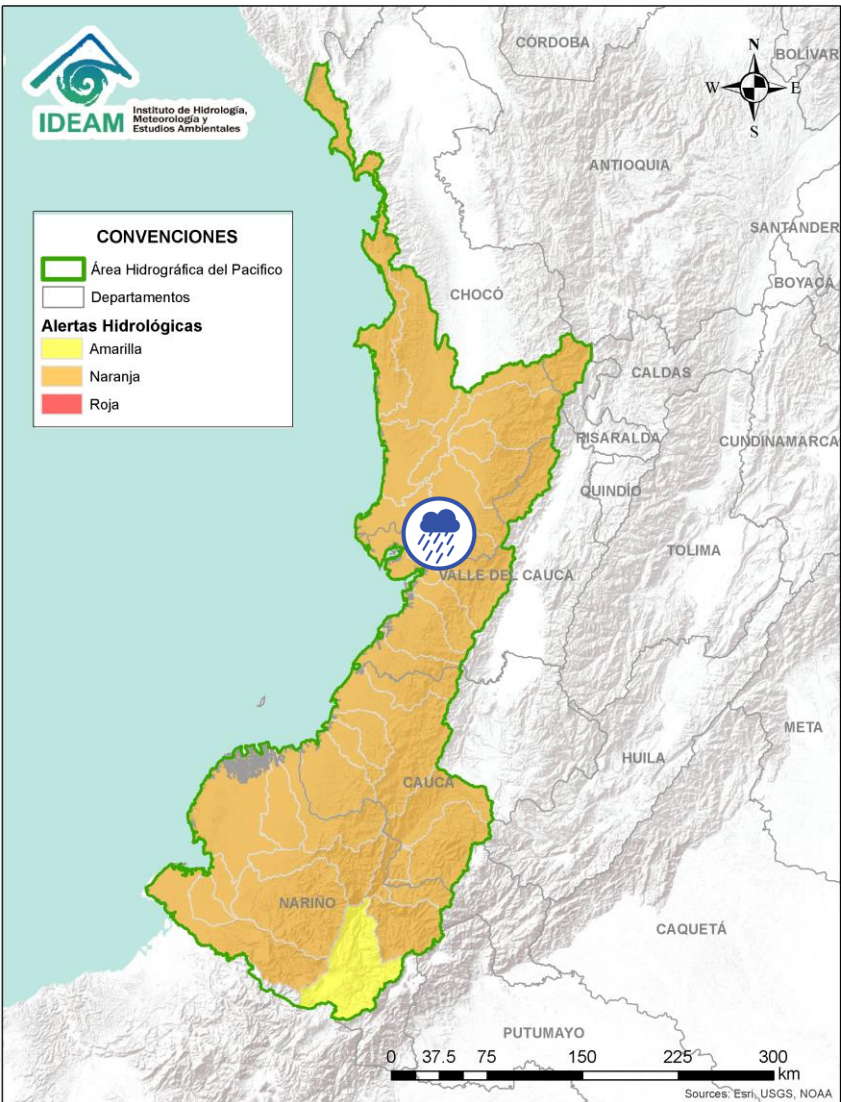 CÓRDOBA
N
BOLIVAR
W E
S
IDEAM Instituto de Hidrología,
Meteorología y
Estudios Ambientales
ANTIOQUIA
SANTANDER
CONVENCIONES
Área Hidrográfica del Pacifico
Departamentos
Alertas Hidrológicas
Amarilla
Naranja
Roja
BOYACÁ
CHOCÓ
CALDAS
RISARALDA
CUNDINAMARCA
QUINDÍO
TOLIMA
VALLE DEL CAUCA
META
HUILA
CAUCA
NARIÑO
CAQUETÁ
PUTUMAYO
0 37.5 75 150 225 300
km
Sources: Esri, USGS, NOAA